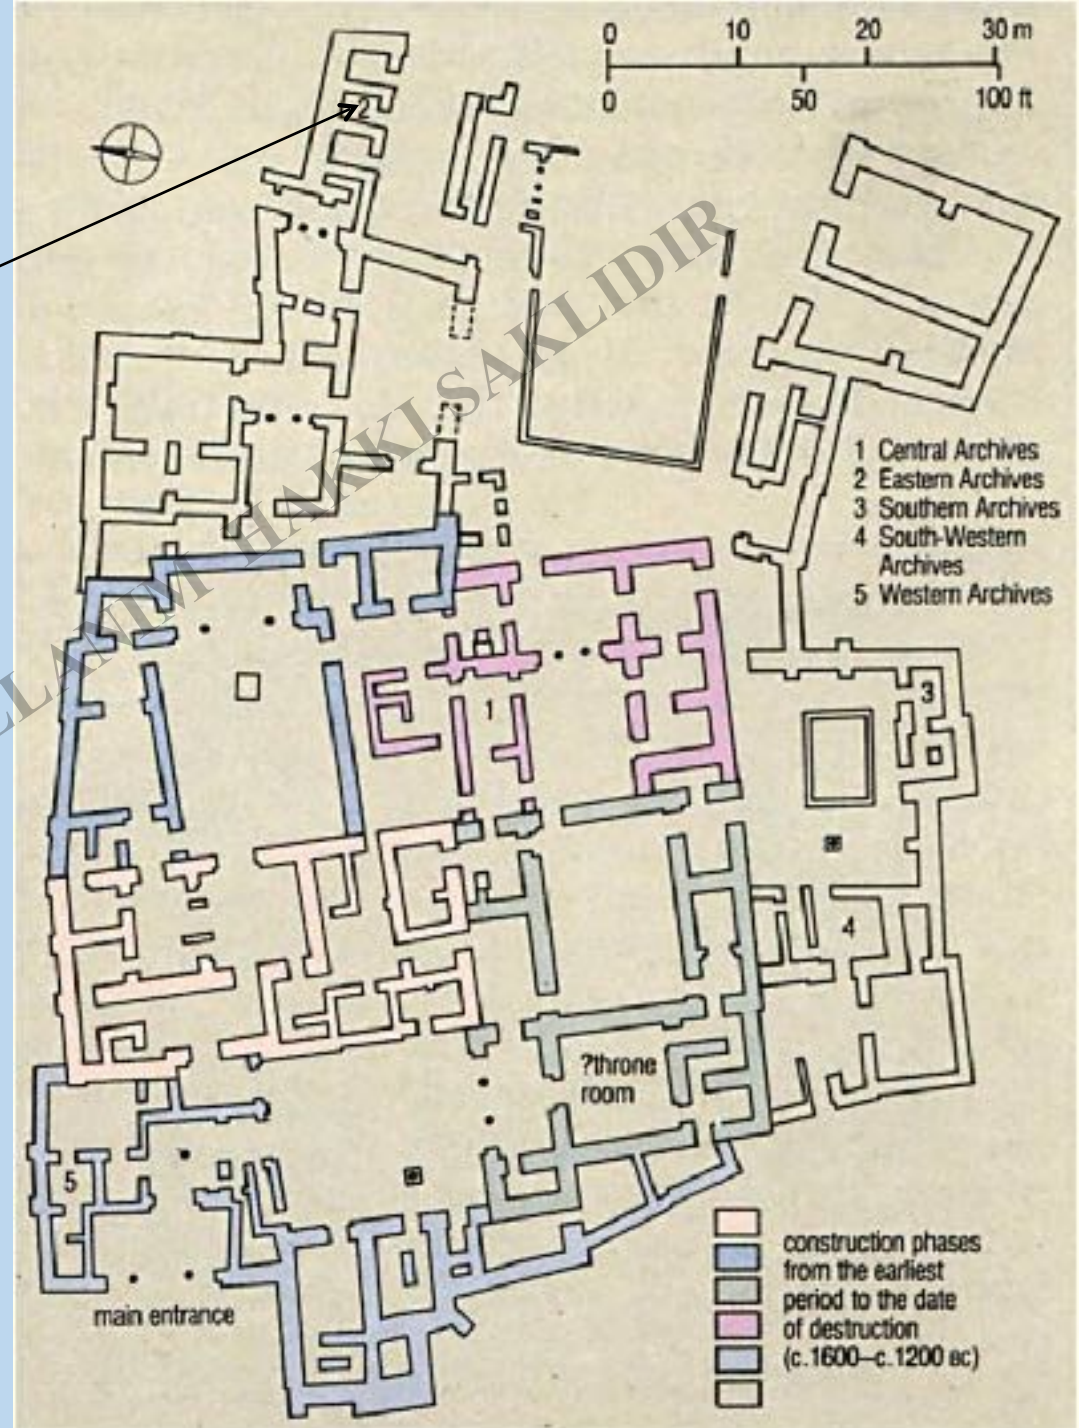 0 10 20 30 m
0 50 100 ft
2
1 Central Archives
2 Eastern Archives
3 Southern Archives
4 South-Western
Archives
5 Western Archives
3
1
4
?throne
room
5
main entrance
construction phases
from the earliest
period to the date
of destruction
(c.1600–c.1200 BC)
HAKKI SAKLIDIR